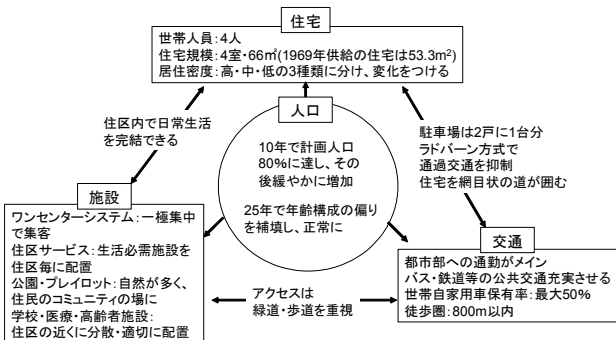 住宅
世帯人員：4人
住宅規模：4室・66㎡(1969年供給の住宅は53.3m²)
居住密度：高・中・低の3種類に分け、変化をつける
住区内で日常生活
を完結できる
人口
10年で計画人口
80%に達し、その
後緩やかに増加
25年で年齢構成の偏り
を補填し、正常に
駐車場は2戸に1台分
ラドバーン方式で
通過交通を抑制
住宅を網目状の道が囲む
施設
ワンセンターシステム：一極集中
で集客
住区サービス：生活必需施設を
住区毎に配置
公園・プレイロット：自然が多く、
住民のコミュニティの場に
学校・医療・高齢者施設：
住区の近くに分散・適切に配置
アクセスは
緑道・歩道を重視
交通
都市部への通勤がメイン
バス・鉄道等の公共交通充実させる
世帯自家用車保有率：最大50%
徒歩圏：800m以内